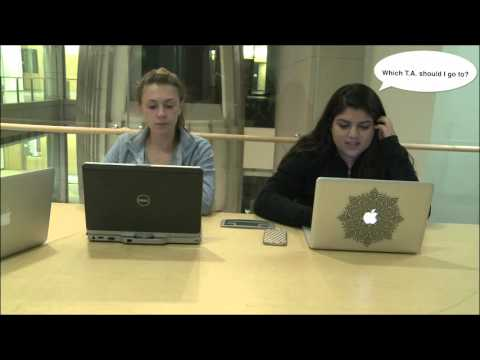 Which T.A. should I go to?
DELL